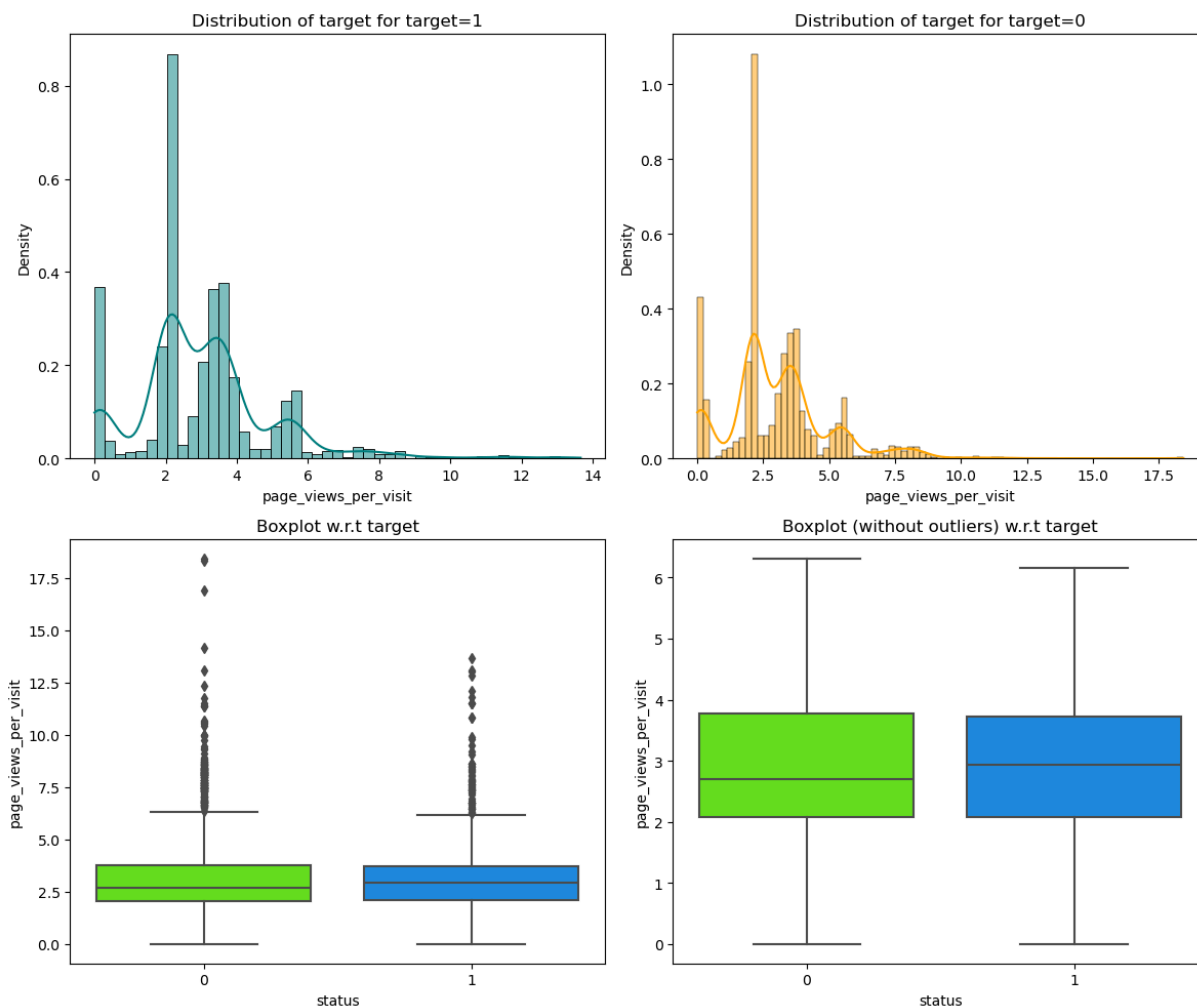 Distribution of target for target=1
Density
0.8
0.6
0.4
0.2
0.0
0 2 4 6 8 10 12 14
page_views_per_visit
Distribution of target for target=0
Density
1.0
0.8
0.6
0.4
0.2
0.0
0.0 2.5 5.0 7.5 10.0 12.5 15.0 17.5
page_views_per_visit
Boxplot w.r.t target
page_views_per_visit
17.5
15.0
12.5
10.0
7.5
5.0
2.5
0.0
0 1
status
Boxplot (without outliers) w.r.t target
page_views_per_visit
6
5
4
3
2
1
0
0 1
status